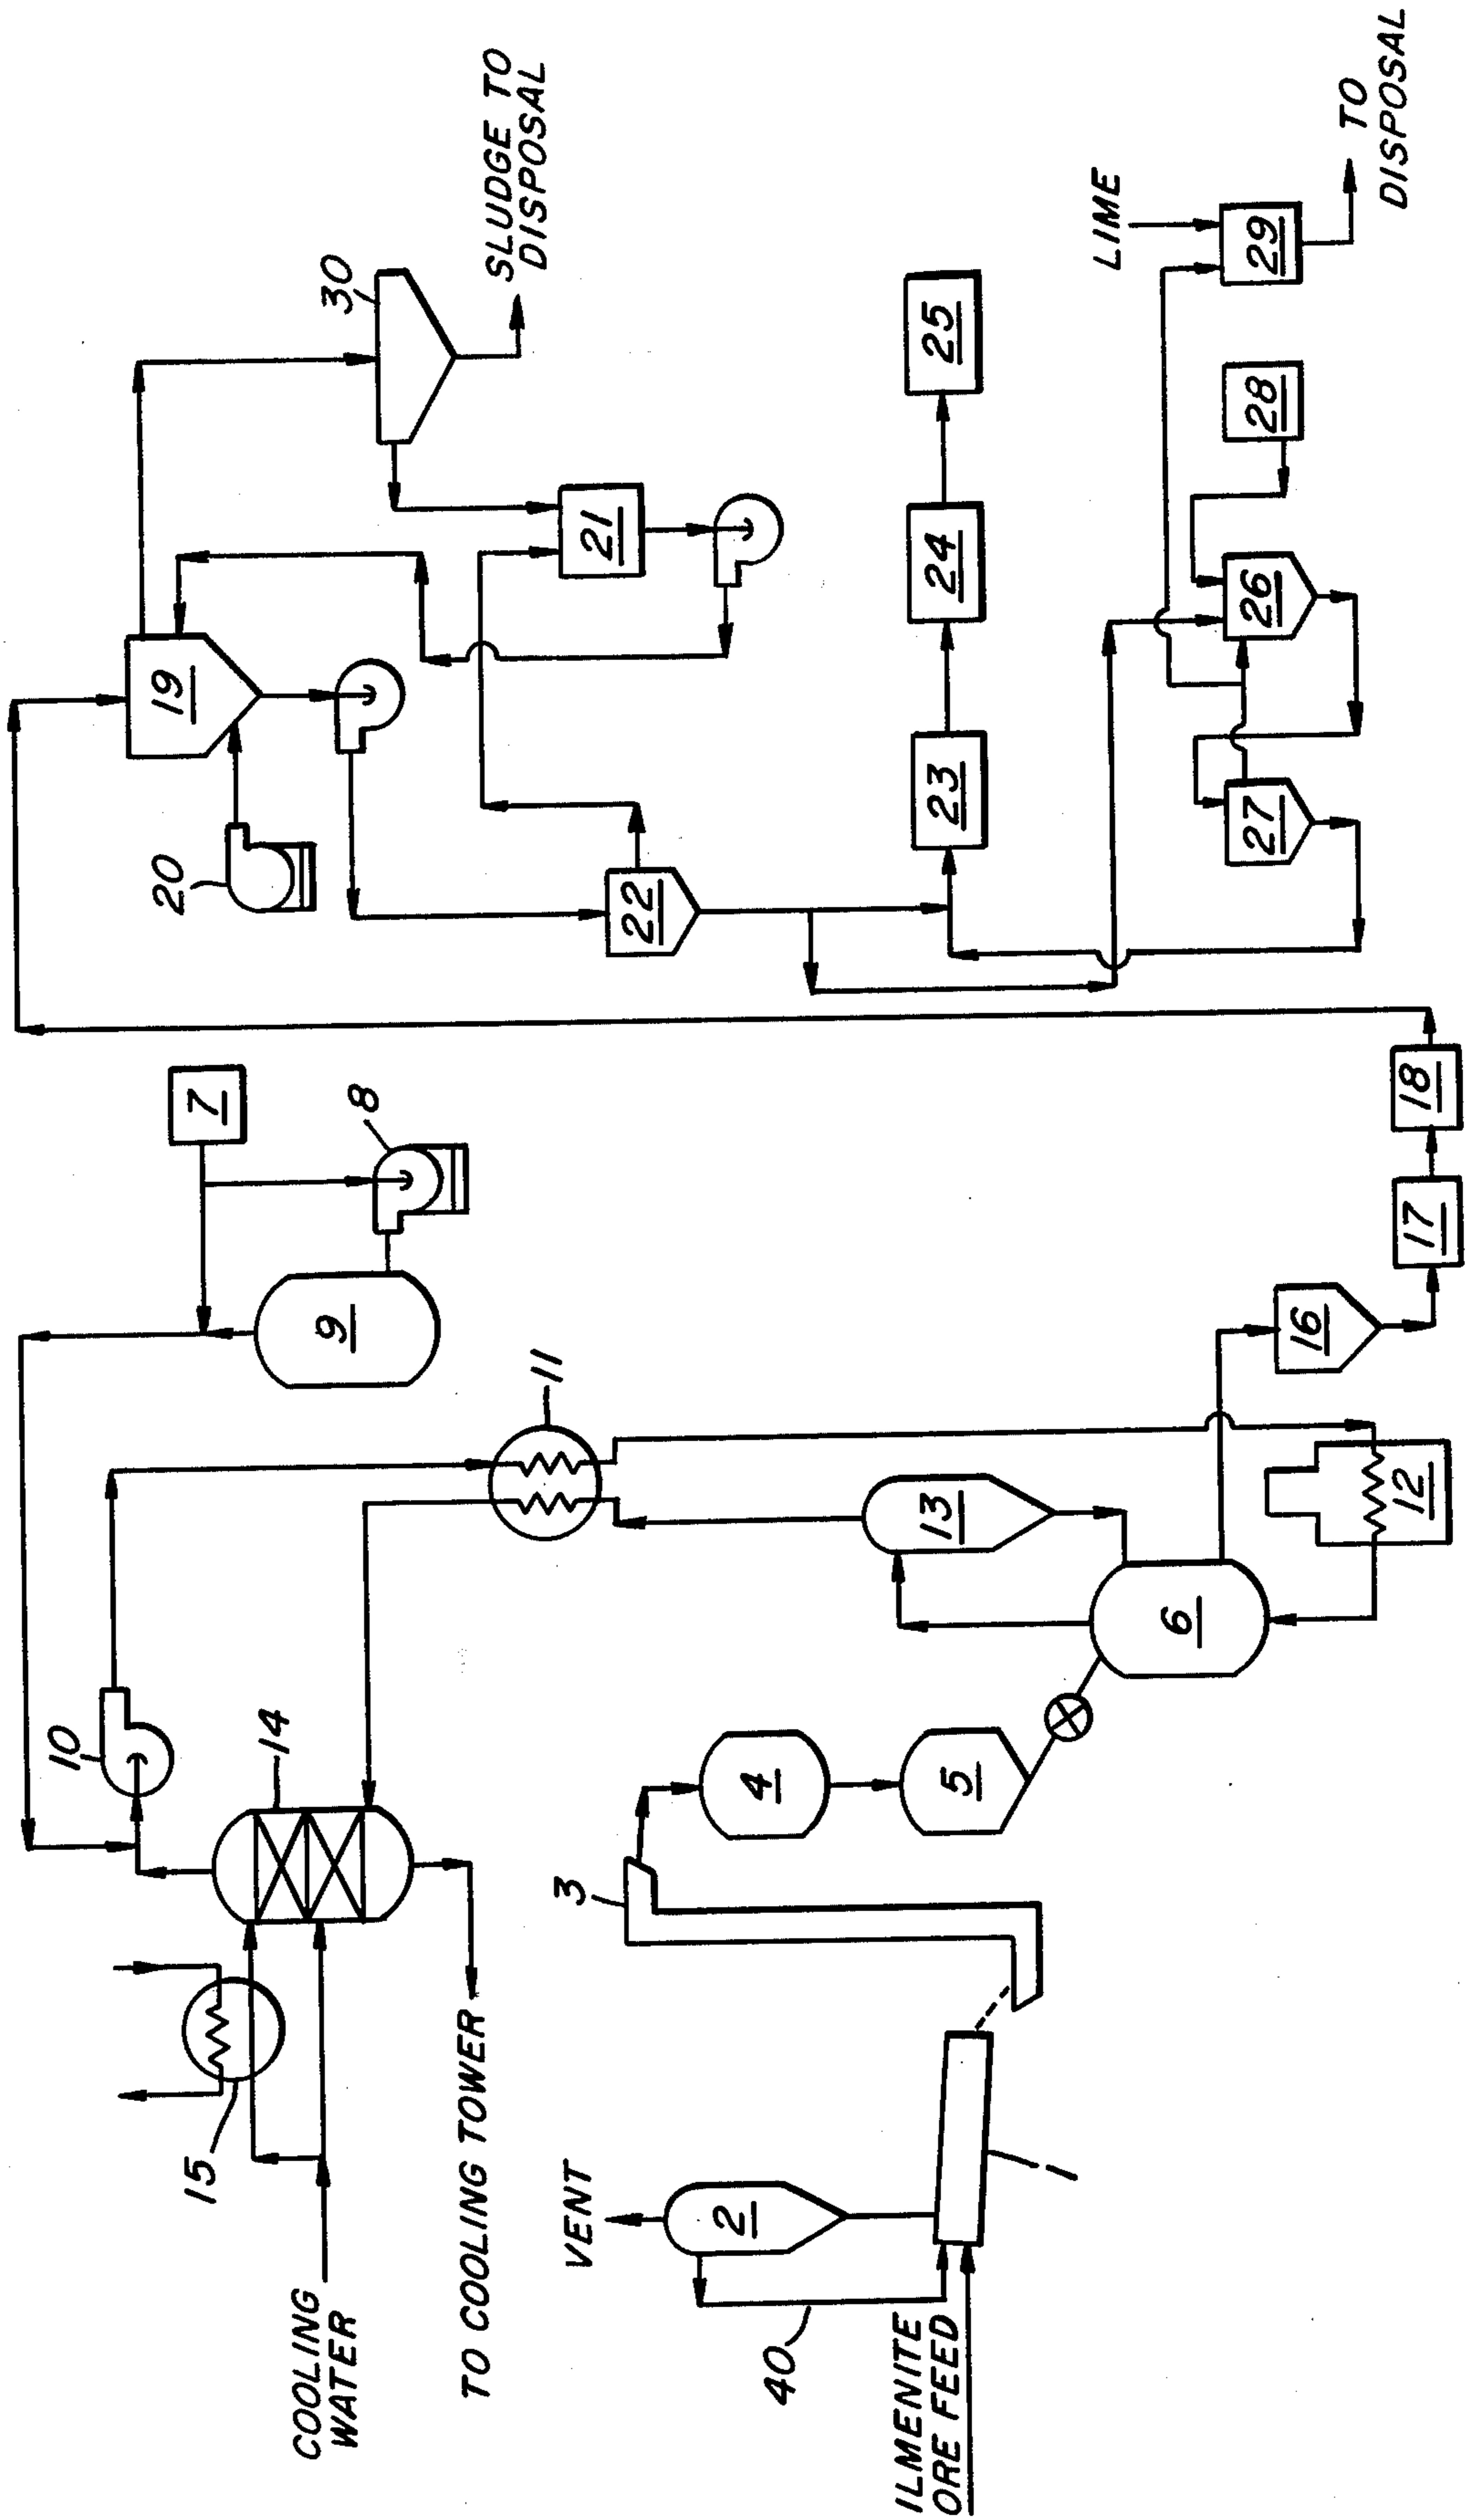 COOLING
WATER
15
14
10
TO COOLING TOWER
7
8
9
11
20
19
30
SLUDGE TO
DISPOSAL
22
21
VENT
2
40
ILMENITE
ORE FEED
1
3
4
5
6
13
12
16
17
18
23
24
25
LIME
27
26
28
29
TO
DISPOSAL